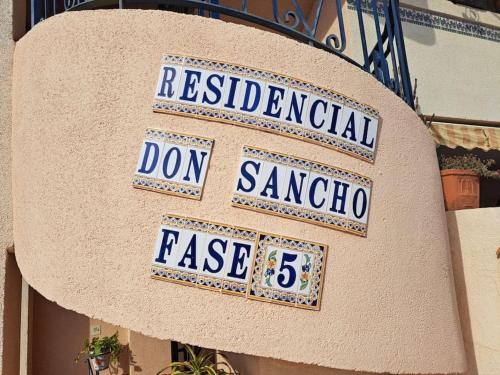 RESIDENCIAL
DON SANCHO
FASE 5